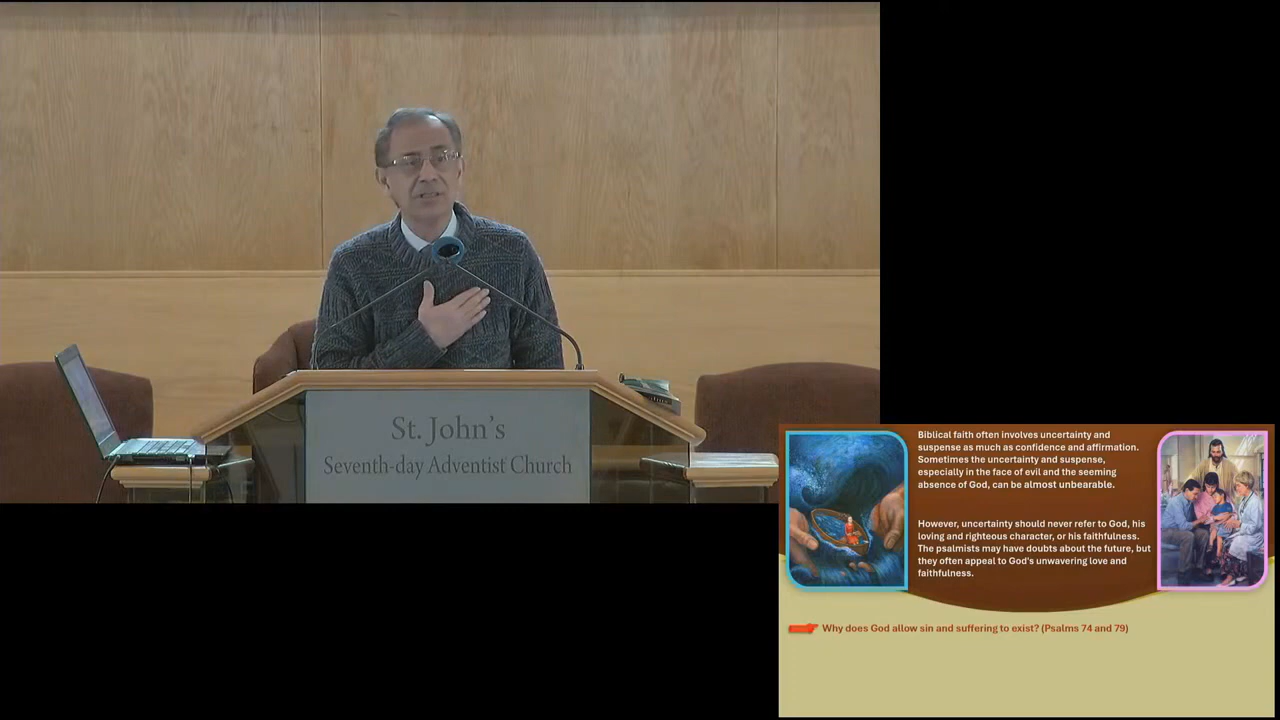 St. John's
Seventh-day Adventist Church
Biblical faith often involves uncertainty and
suspense as much as confidence and affirmation.
Sometimes the uncertainty and suspense,
especially in the face of evil and the seeming
absence of God, can be almost unbearable.
However, uncertainty should never refer to God, his
loving and righteous character, or his faithfulness.
The psalmists may have doubts about the future, but
they often appeal to God's unwavering love and
faithfulness.
Why does God allow sin and suffering to exist? (Psalms 74 and 79)